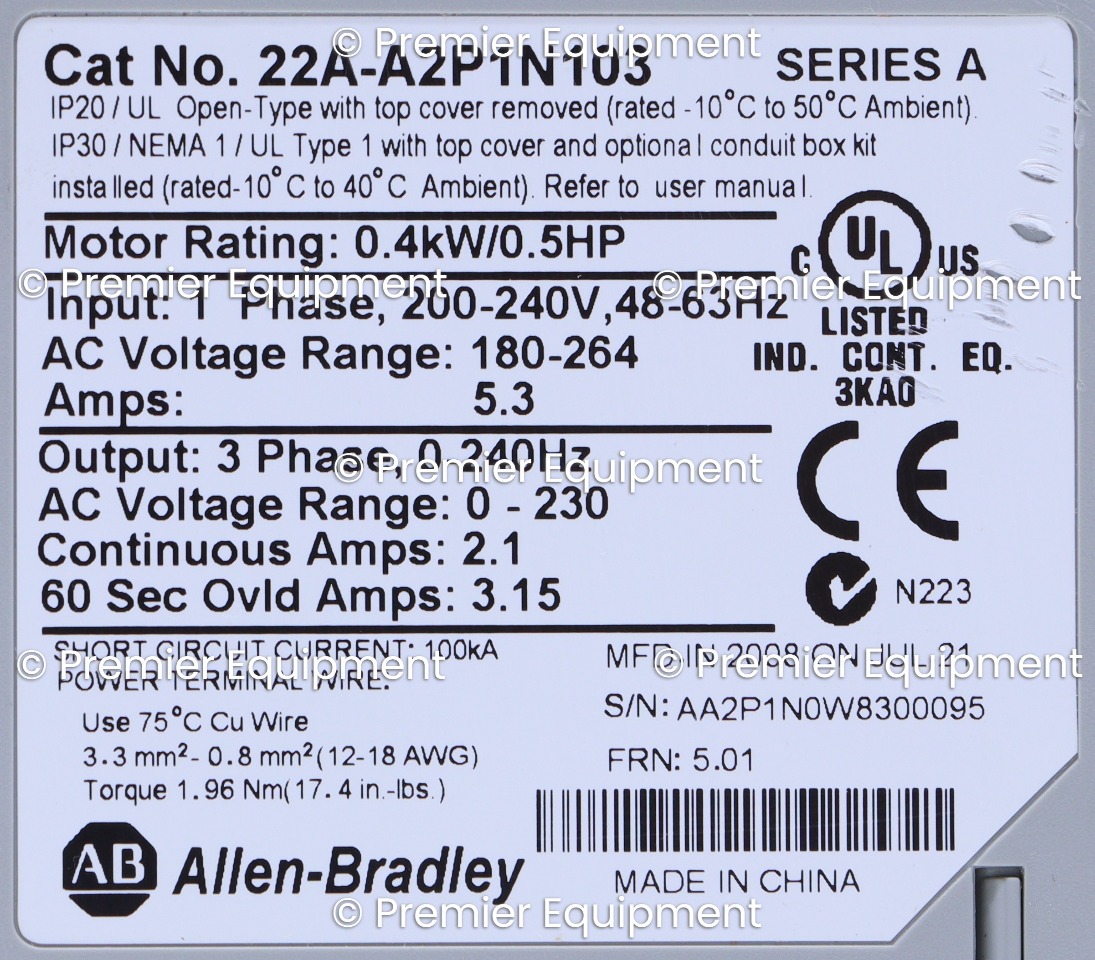 Cat No. 22A-A2P1N103 SERIES A
IP20 / UL Open-Type with top cover removed (rated -10°C to 50°C Ambient).
IP30 / NEMA 1 / UL Type 1 with top cover and optional conduit box kit
installed (rated-10°C to 40°C Ambient). Refer to user manual.
Motor Rating: 0.4kW/0.5HP
Input: 1 Phase, 200-240V,48-63Hz
AC Voltage Range: 180-264
Amps: 5.3
C UL US
LISTED
IND. CONT. EQ.
3KA0
Output: 3 Phase, 0-240Hz
AC Voltage Range: 0 - 230
Continuous Amps: 2.1
60 Sec Ovld Amps: 3.15
CE
N223
SHORT CIRCUIT CURRENT: 100kA
POWER TERMINAL WIRE:
Use 75°C Cu Wire
3.3 mm²- 0.8 mm²(12-18 AWG)
Torque 1.96 Nm(17.4 in.-lbs.)
MFD IN 2008 ON JUL 21
S/N: AA2P1N0W8300095
FRN: 5.01
AB Allen-Bradley
MADE IN CHINA
© Premier Equipment
© Premier Equipment
© Premier Equipment
© Premier Equipment
© Premier Equipment
© Premier Equipment
© Premier Equipment